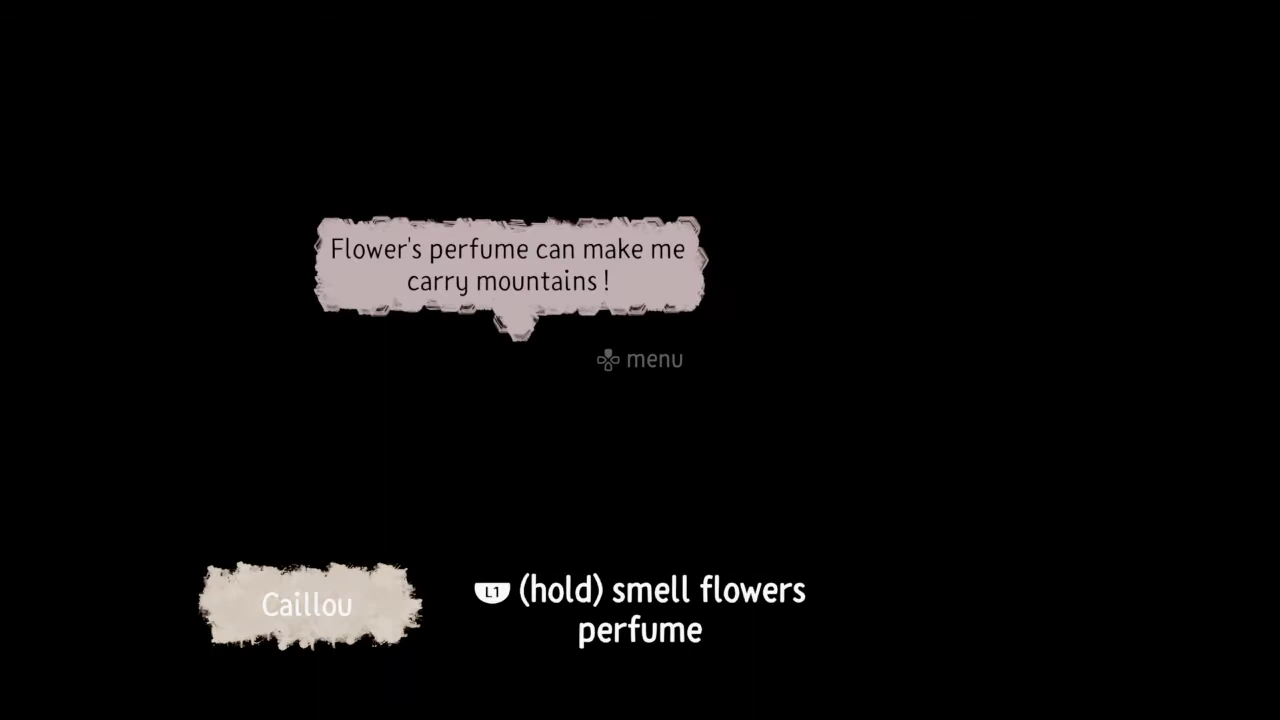 Flower's perfume can make me
carry mountains !
menu
Caillou
L1 (hold) smell flowers
perfume